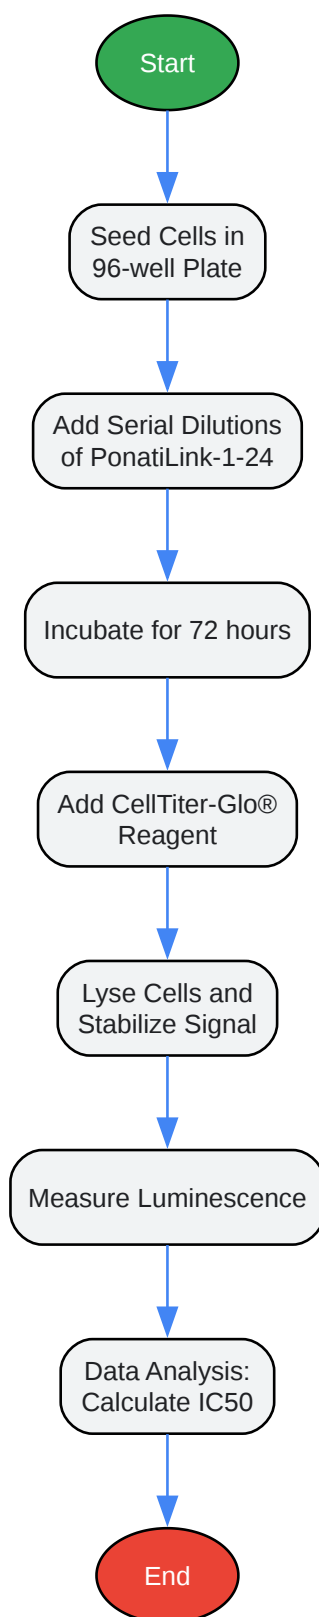 Start
Seed Cells in
96-well Plate
Add Serial Dilutions
of PonatiLink-1-24
Incubate for 72 hours
Add CellTiter-Glo®
Reagent
Lyse Cells and
Stabilize Signal
Measure Luminescence
Data Analysis:
Calculate IC50
End